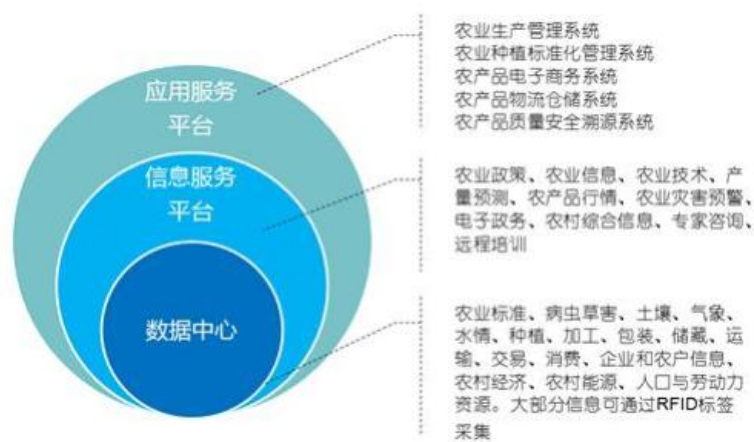 应用服务
平台
信息服务
平台
数据中心
农业生产管理系统
农业种植标准化管理系统
农产品电子商务系统
农产品物流仓储系统
农产品质量安全溯源系统
农业政策、农业信息、农业技术、产
量预测、农产品行情、农业灾害预警、
电子政务、农村综合信息、专家咨询、
远程培训
农业标准、病虫草害、土壤、气象、
水情、种植、加工、包装、储藏、运
输、交易、消费、企业和农户信息、
农村经济、农村能源、人口与劳动力
资源。大部分信息可通过RFID标签
采集